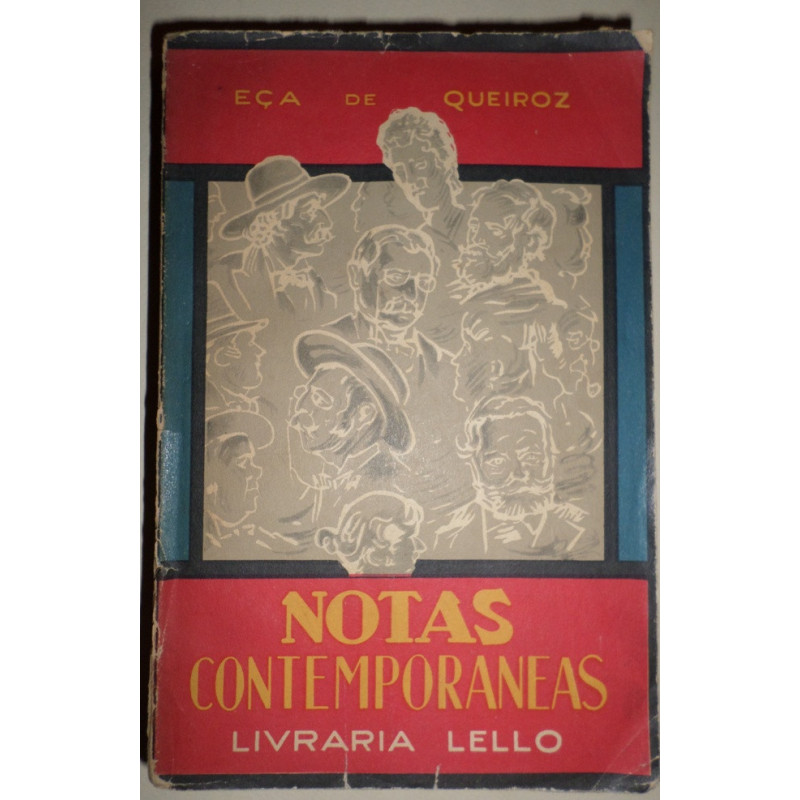 EÇA DE QUEIROZ
NOTAS
CONTEMPORANEAS
LIVRARIA LELLO